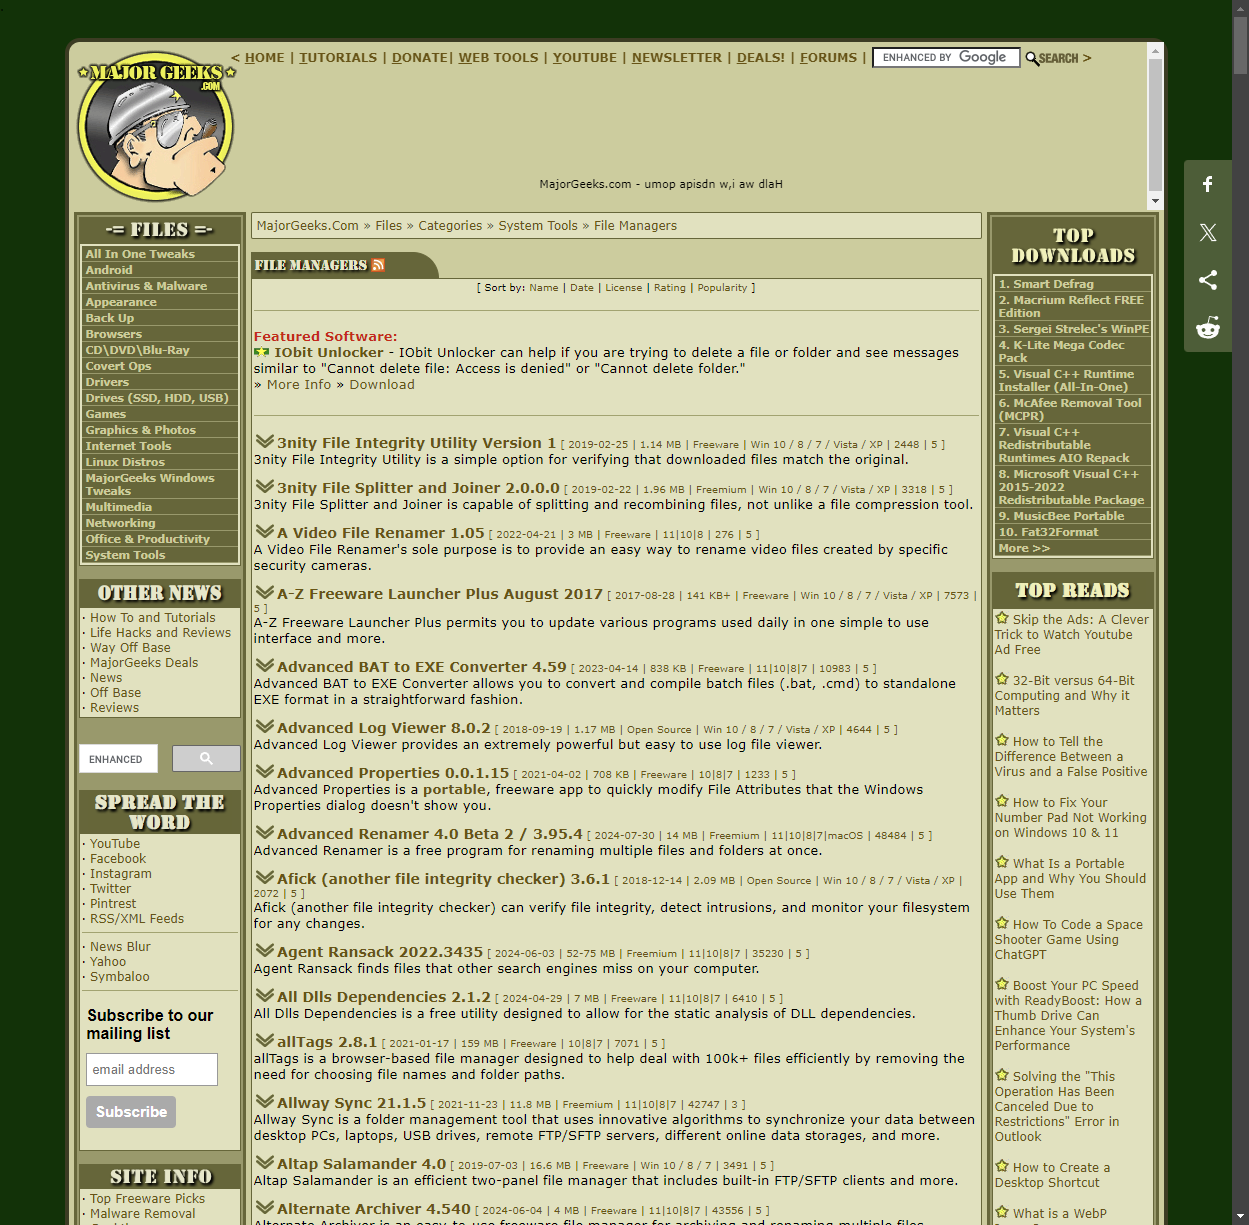 MAJOR GEEKS
.COM
< HOME | TUTORIALS | DONATE| WEB TOOLS | YOUTUBE | NEWSLETTER | DEALS! | FORUMS | ENHANCED BY Google SEARCH >
MajorGeeks.com - umop apisdn w,i aw dlaH
-= FILES =-
All In One Tweaks
Android
Antivirus & Malware
Appearance
Back Up
Browsers
CD\DVD\Blu-Ray
Covert Ops
Drivers
Drives (SSD, HDD, USB)
Games
Graphics & Photos
Internet Tools
Linux Distros
MajorGeeks Windows
Tweaks
Multimedia
Networking
Office & Productivity
System Tools
OTHER NEWS
· How To and Tutorials
· Life Hacks and Reviews
· Way Off Base
· MajorGeeks Deals
· News
· Off Base
· Reviews
ENHANCED
SPREAD THE
WORD
· YouTube
· Facebook
· Instagram
· Twitter
· Pintrest
· RSS/XML Feeds
· News Blur
· Yahoo
· Symbaloo
Subscribe to our
mailing list
email address
Subscribe
SITE INFO
· Top Freeware Picks
· Malware Removal
MajorGeeks.Com » Files » Categories » System Tools » File Managers
FILE MANAGERS
[ Sort by: Name | Date | License | Rating | Popularity ]
Featured Software:
IObit Unlocker - IObit Unlocker can help if you are trying to delete a file or folder and see messages
similar to "Cannot delete file: Access is denied" or "Cannot delete folder."
» More Info » Download
3nity File Integrity Utility Version 1 [ 2019-02-25 | 1.14 MB | Freeware | Win 10 / 8 / 7 / Vista / XP | 2448 | 5 ]
3nity File Integrity Utility is a simple option for verifying that downloaded files match the original.
3nity File Splitter and Joiner 2.0.0.0 [ 2019-02-22 | 1.96 MB | Freemium | Win 10 / 8 / 7 / Vista / XP | 3318 | 5 ]
3nity File Splitter and Joiner is capable of splitting and recombining files, not unlike a file compression tool.
A Video File Renamer 1.05 [ 2022-04-21 | 3 MB | Freeware | 11|10|8 | 276 | 5 ]
A Video File Renamer's sole purpose is to provide an easy way to rename video files created by specific
security cameras.
A-Z Freeware Launcher Plus August 2017 [ 2017-08-28 | 141 KB+ | Freeware | Win 10 / 8 / 7 / Vista / XP | 7573 |
5 ]
A-Z Freeware Launcher Plus permits you to update various programs used daily in one simple to use
interface and more.
Advanced BAT to EXE Converter 4.59 [ 2023-04-14 | 838 KB | Freeware | 11|10|8|7 | 10983 | 5 ]
Advanced BAT to EXE Converter allows you to convert and compile batch files (.bat, .cmd) to standalone
EXE format in a straightforward fashion.
Advanced Log Viewer 8.0.2 [ 2018-09-19 | 1.17 MB | Open Source | Win 10 / 8 / 7 / Vista / XP | 4644 | 5 ]
Advanced Log Viewer provides an extremely powerful but easy to use log file viewer.
Advanced Properties 0.0.1.15 [ 2021-04-02 | 708 KB | Freeware | 10|8|7 | 1233 | 5 ]
Advanced Properties is a portable, freeware app to quickly modify File Attributes that the Windows
Properties dialog doesn't show you.
Advanced Renamer 4.0 Beta 2 / 3.95.4 [ 2024-07-30 | 14 MB | Freemium | 11|10|8|7|macOS | 48484 | 5 ]
Advanced Renamer is a free program for renaming multiple files and folders at once.
Afick (another file integrity checker) 3.6.1 [ 2018-12-14 | 2.09 MB | Open Source | Win 10 / 8 / 7 / Vista / XP |
2072 | 5 ]
Afick (another file integrity checker) can verify file integrity, detect intrusions, and monitor your filesystem
for any changes.
Agent Ransack 2022.3435 [ 2024-06-03 | 52-75 MB | Freemium | 11|10|8|7 | 35230 | 5 ]
Agent Ransack finds files that other search engines miss on your computer.
All Dlls Dependencies 2.1.2 [ 2024-04-29 | 7 MB | Freeware | 11|10|8|7 | 6410 | 5 ]
All Dlls Dependencies is a free utility designed to allow for the static analysis of DLL dependencies.
allTags 2.8.1 [ 2021-01-17 | 159 MB | Freeware | 10|8|7 | 7071 | 5 ]
allTags is a browser-based file manager designed to help deal with 100k+ files efficiently by removing the
need for choosing file names and folder paths.
Allway Sync 21.1.5 [ 2021-11-23 | 11.8 MB | Freemium | 11|10|8|7 | 42747 | 3 ]
Allway Sync is a folder management tool that uses innovative algorithms to synchronize your data between
desktop PCs, laptops, USB drives, remote FTP/SFTP servers, different online data storages, and more.
Altap Salamander 4.0 [ 2019-07-03 | 16.6 MB | Freeware | Win 10 / 8 / 7 | 3491 | 5 ]
Altap Salamander is an efficient two-panel file manager that includes built-in FTP/SFTP clients and more.
Alternate Archiver 4.540 [ 2024-06-04 | 4 MB | Freeware | 11|10|8|7 | 43556 | 5 ]
Alternate Archiver is an easy-to-use freeware file manager for archiving and renaming multiple files
TOP
DOWNLOADS
1. Smart Defrag
2. Macrium Reflect FREE
Edition
3. Sergei Strelec's WinPE
4. K-Lite Mega Codec
Pack
5. Visual C++ Runtime
Installer (All-In-One)
6. McAfee Removal Tool
(MCPR)
7. Visual C++
Redistributable
Runtimes AIO Repack
8. Microsoft Visual C++
2015-2022
Redistributable Package
9. MusicBee Portable
10. Fat32Format
More >>
TOP READS
Skip the Ads: A Clever
Trick to Watch Youtube
Ad Free
32-Bit versus 64-Bit
Computing and Why it
Matters
How to Tell the
Difference Between a
Virus and a False Positive
How to Fix Your
Number Pad Not Working
on Windows 10 & 11
What Is a Portable
App and Why You Should
Use Them
How To Code a Space
Shooter Game Using
ChatGPT
Boost Your PC Speed
with ReadyBoost: How a
Thumb Drive Can
Enhance Your System's
Performance
Solving the "This
Operation Has Been
Canceled Due to
Restrictions" Error in
Outlook
How to Create a
Desktop Shortcut
What is a WebP